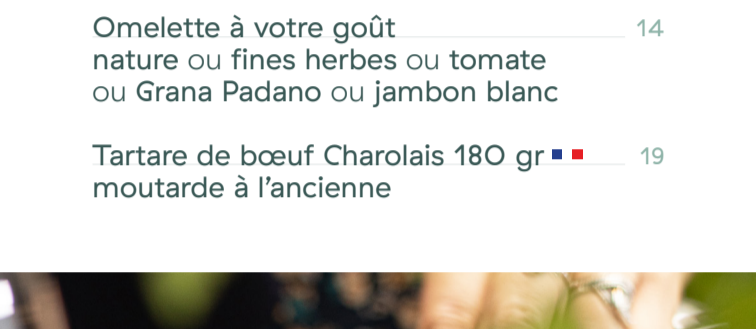 Omelette à votre goût 14
nature ou fines herbes ou tomate
ou Grana Padano ou jambon blanc
Tartare de bœuf Charolais 180 gr 19
moutarde à l'ancienne